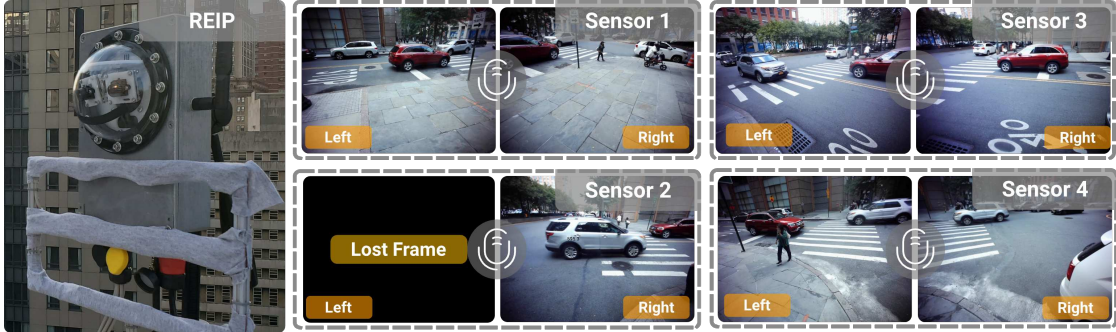 REIP
Sensor 1
Left
Right
Sensor 3
Left
Right
Sensor 2
Lost Frame
Left
Right
Sensor 4
Left
Right